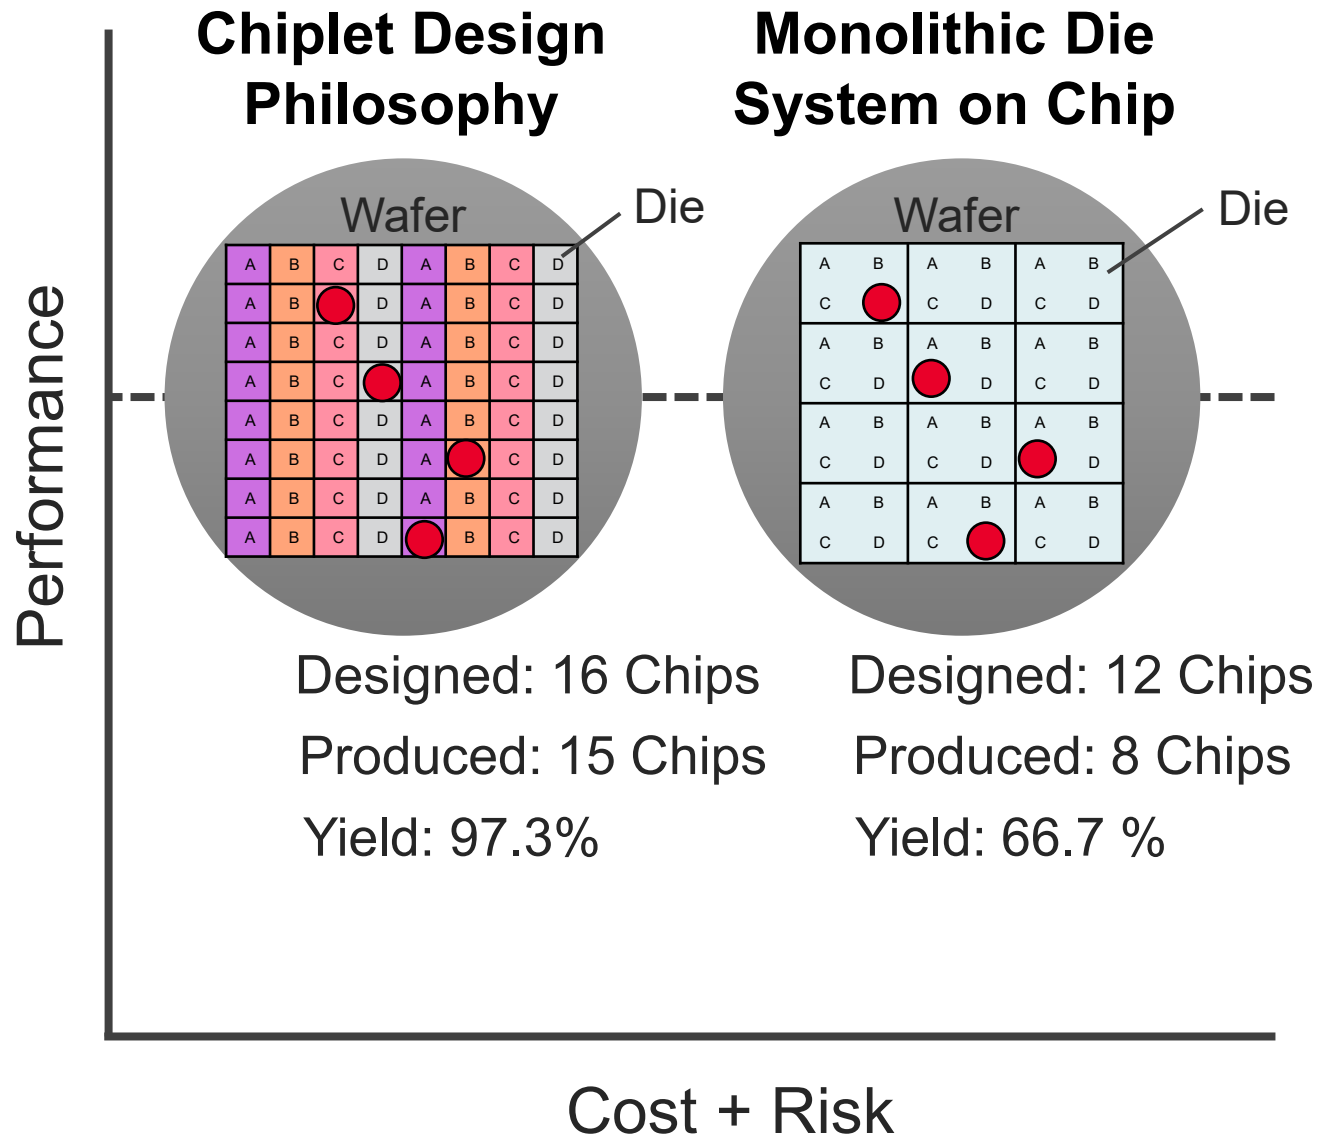 Chiplet Design
Philosophy
Monolithic Die
System on Chip
Wafer
Die
A B C D A B C D
A B D A B C D
A B C D A B C D
A B C A B C D
A B C D A B C D
A B C D A C D
A B C D A B C D
A B C D B C D
Wafer
Die
A B A B A B
C C D C D
A B A B A B
C D D C D
A B A B A B
C D C D D
A B A B A B
C D C C D
Designed: 16 Chips
Produced: 15 Chips
Yield: 97.3%
Designed: 12 Chips
Produced: 8 Chips
Yield: 66.7 %
Performance
Cost + Risk